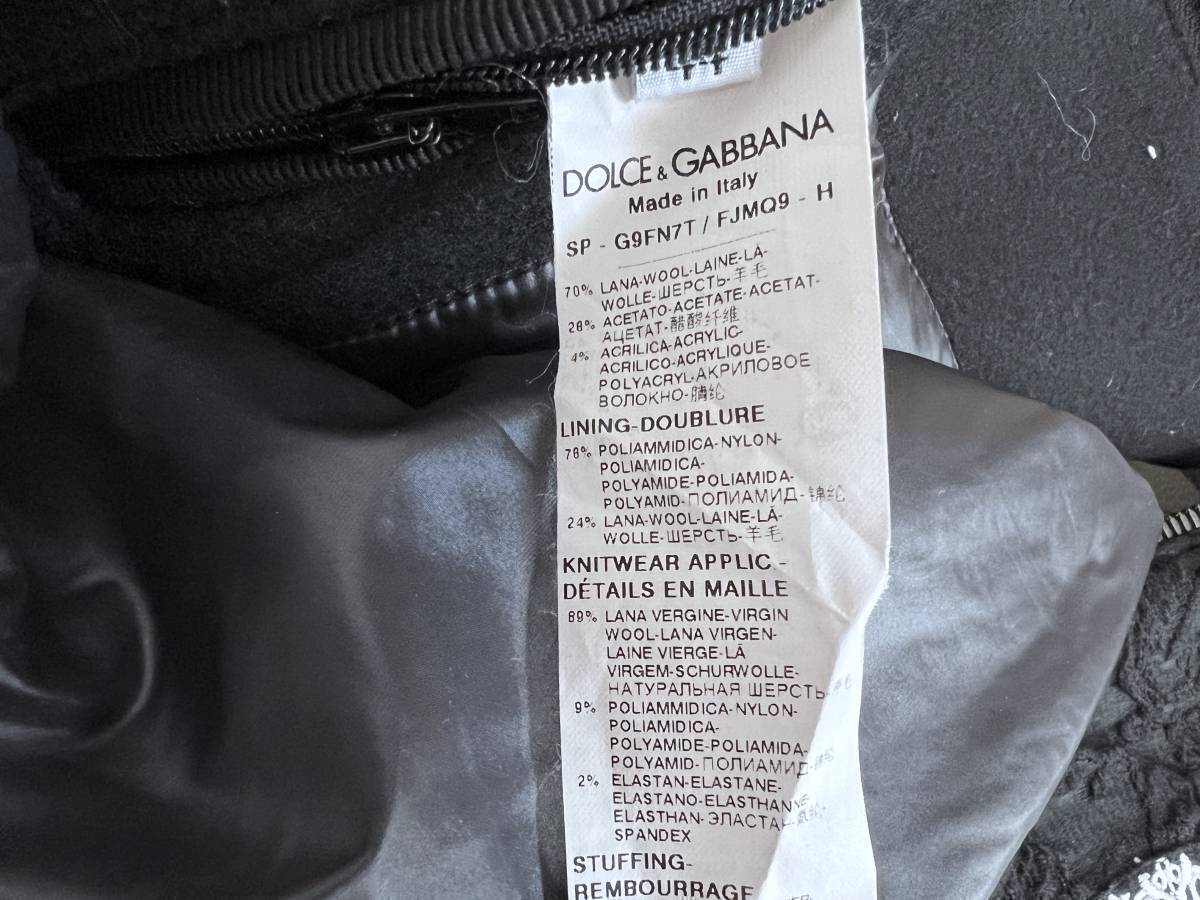 DOLCE & GABBANA
Made in Italy
SP - G9FN7T / FJMQ9 - H
70% LANA-WOOL-LAINE-LÃ-
WOLLE-ШЕРСТЬ-羊毛
26% ACETATO-ACETATE-ACETAT-
АЦЕТАТ-醋酸纤维
4% ACRILICA-ACRYLIC-
ACRILICO-ACRYLIQUE-
POLYACRYL-АКРИЛОВОЕ
ВОЛОКНО-腈纶
LINING-DOUBLURE
76% POLIAMMIDICA-NYLON-
POLIAMIDICA-
POLYAMIDE-POLIAMIDA-
POLYAMID-ПОЛИАМИД-锦纶
24% LANA-WOOL-LAINE-LÃ-
WOLLE-ШЕРСТЬ-羊毛
KNITWEAR APPLIC.-
DÉTAILS EN MAILLE
89% LANA VERGINE-VIRGIN
WOOL-LANA VIRGEN-
LAINE VIERGE-LÃ
VIRGEM-SCHURWOLLE-
НАТУРАЛЬНАЯ ШЕРСТЬ-
9% POLIAMMIDICA-NYLON-
POLIAMIDICA-
POLYAMIDE-POLIAMIDA-
POLYAMID-ПОЛИАМИД-
2% ELASTAN-ELASTANE-
ELASTANO-ELASTHANNE-
ELASTHAN-ЭЛАСТАН-
SPANDEX
STUFFING-
REMBOURRAGE